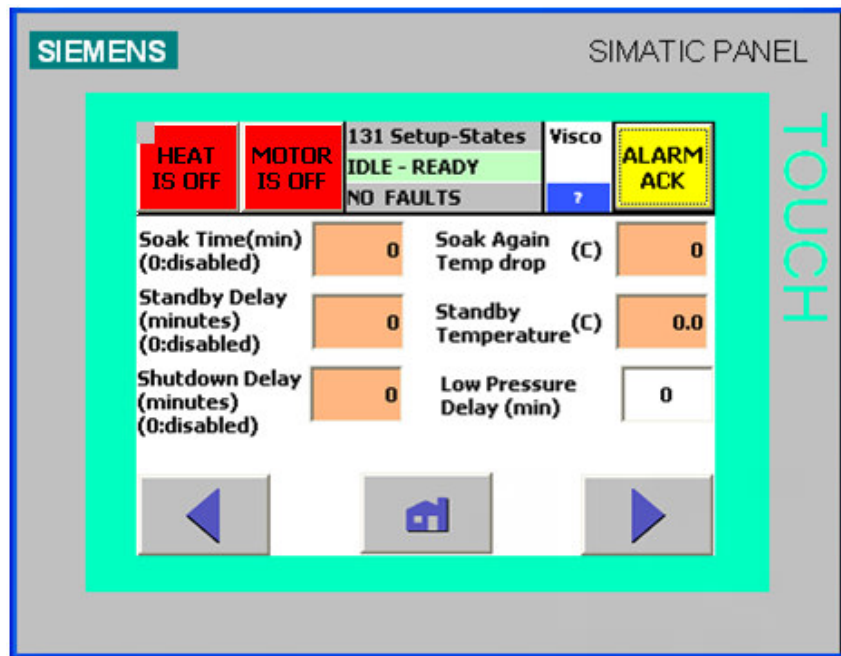 SIEMENS
SIMATIC PANEL
TOUCH
HEAT
IS OFF
MOTOR
IS OFF
131 Setup-States
IDLE - READY
NO FAULTS
Visco
?
ALARM
ACK
Soak Time(min)
(0:disabled)
0
Soak Again
Temp drop
(C)
0
Standby Delay
(minutes)
(0:disabled)
0
Standby
Temperature
(C)
0.0
Shutdown Delay
(minutes)
(0:disabled)
0
Low Pressure
Delay (min)
0